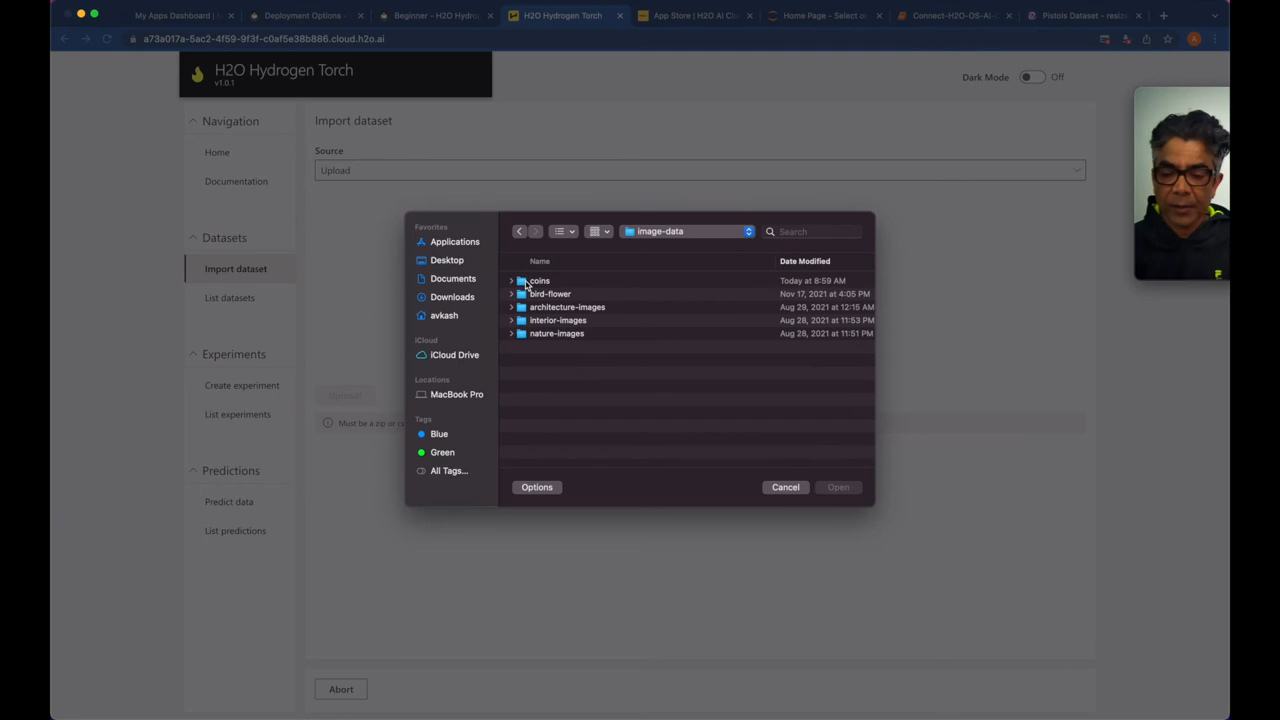 My Apps Dashboard |
Deployment Options -
Beginner - H2O Hydrog
H2O Hydrogen Torch
App Store | H2O AI Cl
Home Page - Select or
Connect-H2O-OS-AI-C
Pistols Dataset - resize
a73a017a-5ac2-4f59-9f3f-c0af5e38b886.cloud.h2o.ai
A
H2O Hydrogen Torch
v1.0.1
Dark Mode
Off
Navigation
Home
Documentation
Datasets
Import dataset
List datasets
Experiments
Create experiment
List experiments
Predictions
Predict data
List predictions
Import dataset
Source
Upload
Upload
Must be a zip or
Abort
Favorites
Applications
Desktop
Documents
Downloads
avkash
iCloud
iCloud Drive
Locations
MacBook Pro
Tags
Blue
Green
All Tags...
image-data
Search
Name
Date Modified
coins
Today at 8:59 AM
bird-flower
Nov 17, 2021 at 4:05 PM
architecture-images
Aug 29, 2021 at 12:15 AM
interior-images
Aug 28, 2021 at 11:53 PM
nature-images
Aug 28, 2021 at 11:51 PM
Options
Cancel
Open